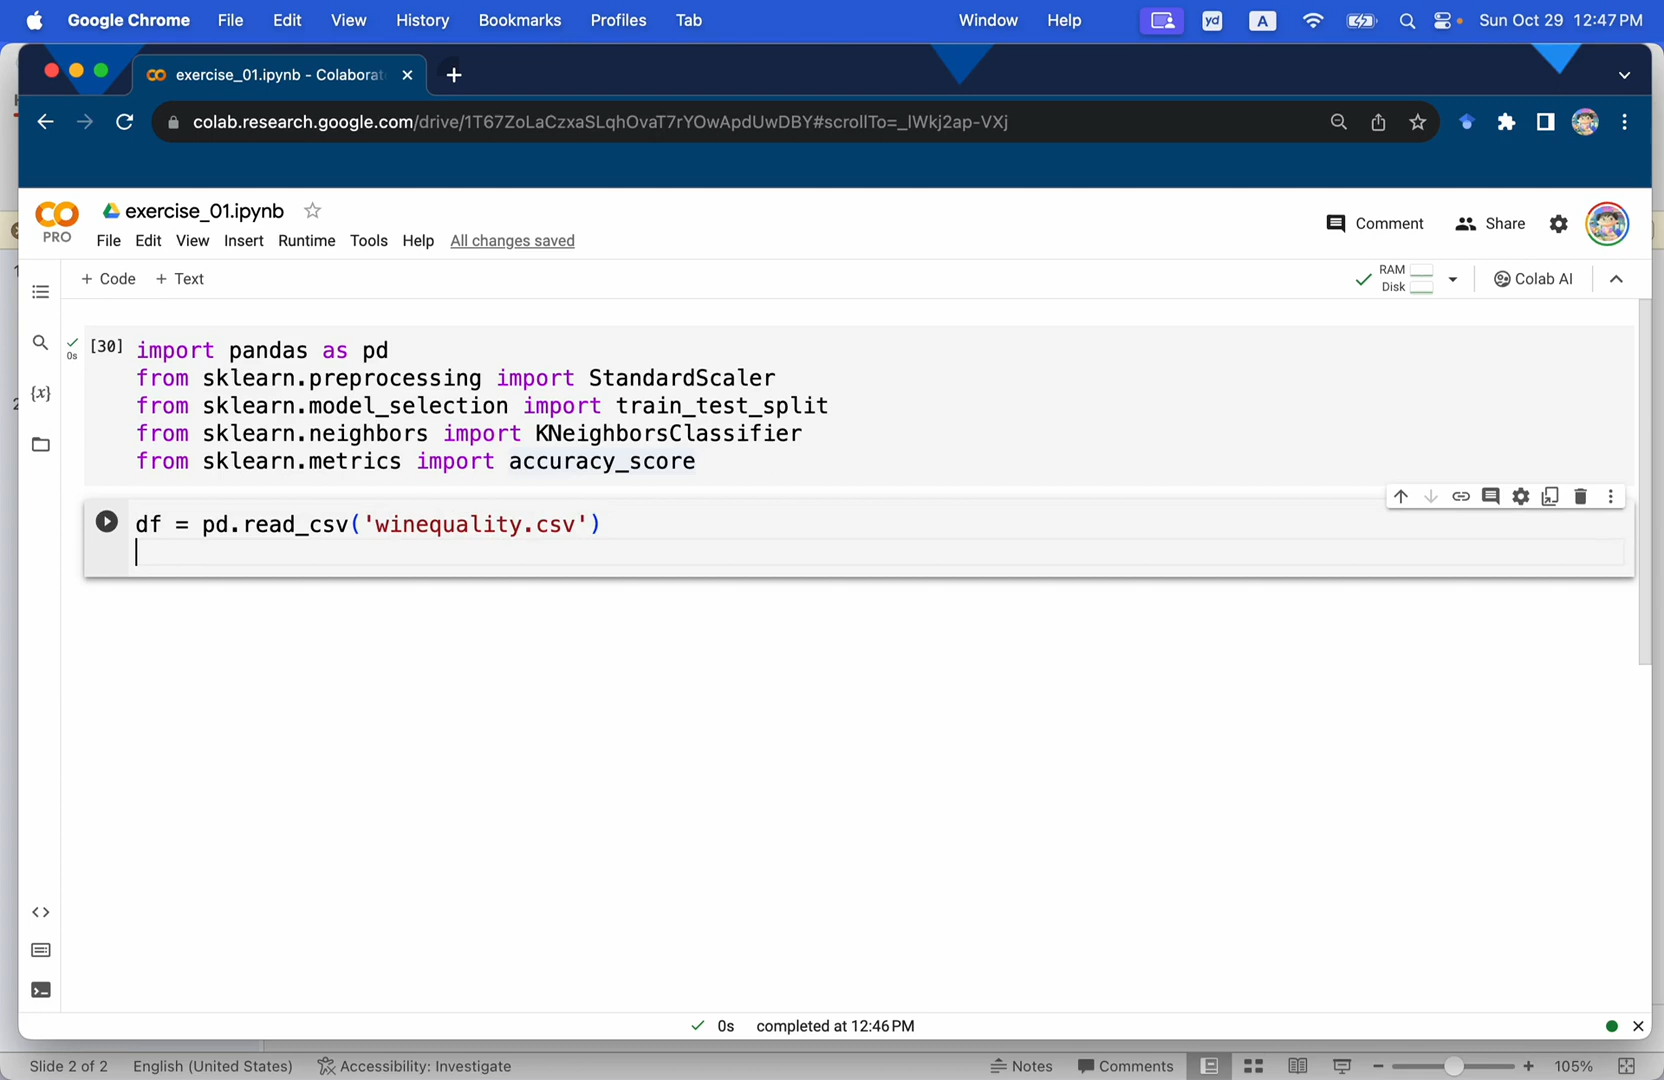 Google Chrome File Edit View History Bookmarks Profiles Tab Window Help yd A Sun Oct 29 12:47 PM
exercise_01.ipynb - Colaborat
colab.research.google.com/drive/1T67ZoLaCzxaSLqhOvaT7rYOwApdUwDBY#scrollTo=_lWkj2ap-VXj
PRO
exercise_01.ipynb
File Edit View Insert Runtime Tools Help All changes saved
Comment Share
+ Code + Text
RAM
Disk
Colab AI
0s
[30]
import pandas as pd
from sklearn.preprocessing import StandardScaler
from sklearn.model_selection import train_test_split
from sklearn.neighbors import KNeighborsClassifier
from sklearn.metrics import accuracy_score
df = pd.read_csv('winequality.csv')
{x}
0s completed at 12:46 PM
Slide 2 of 2 English (United States) Accessibility: Investigate Notes Comments 105%